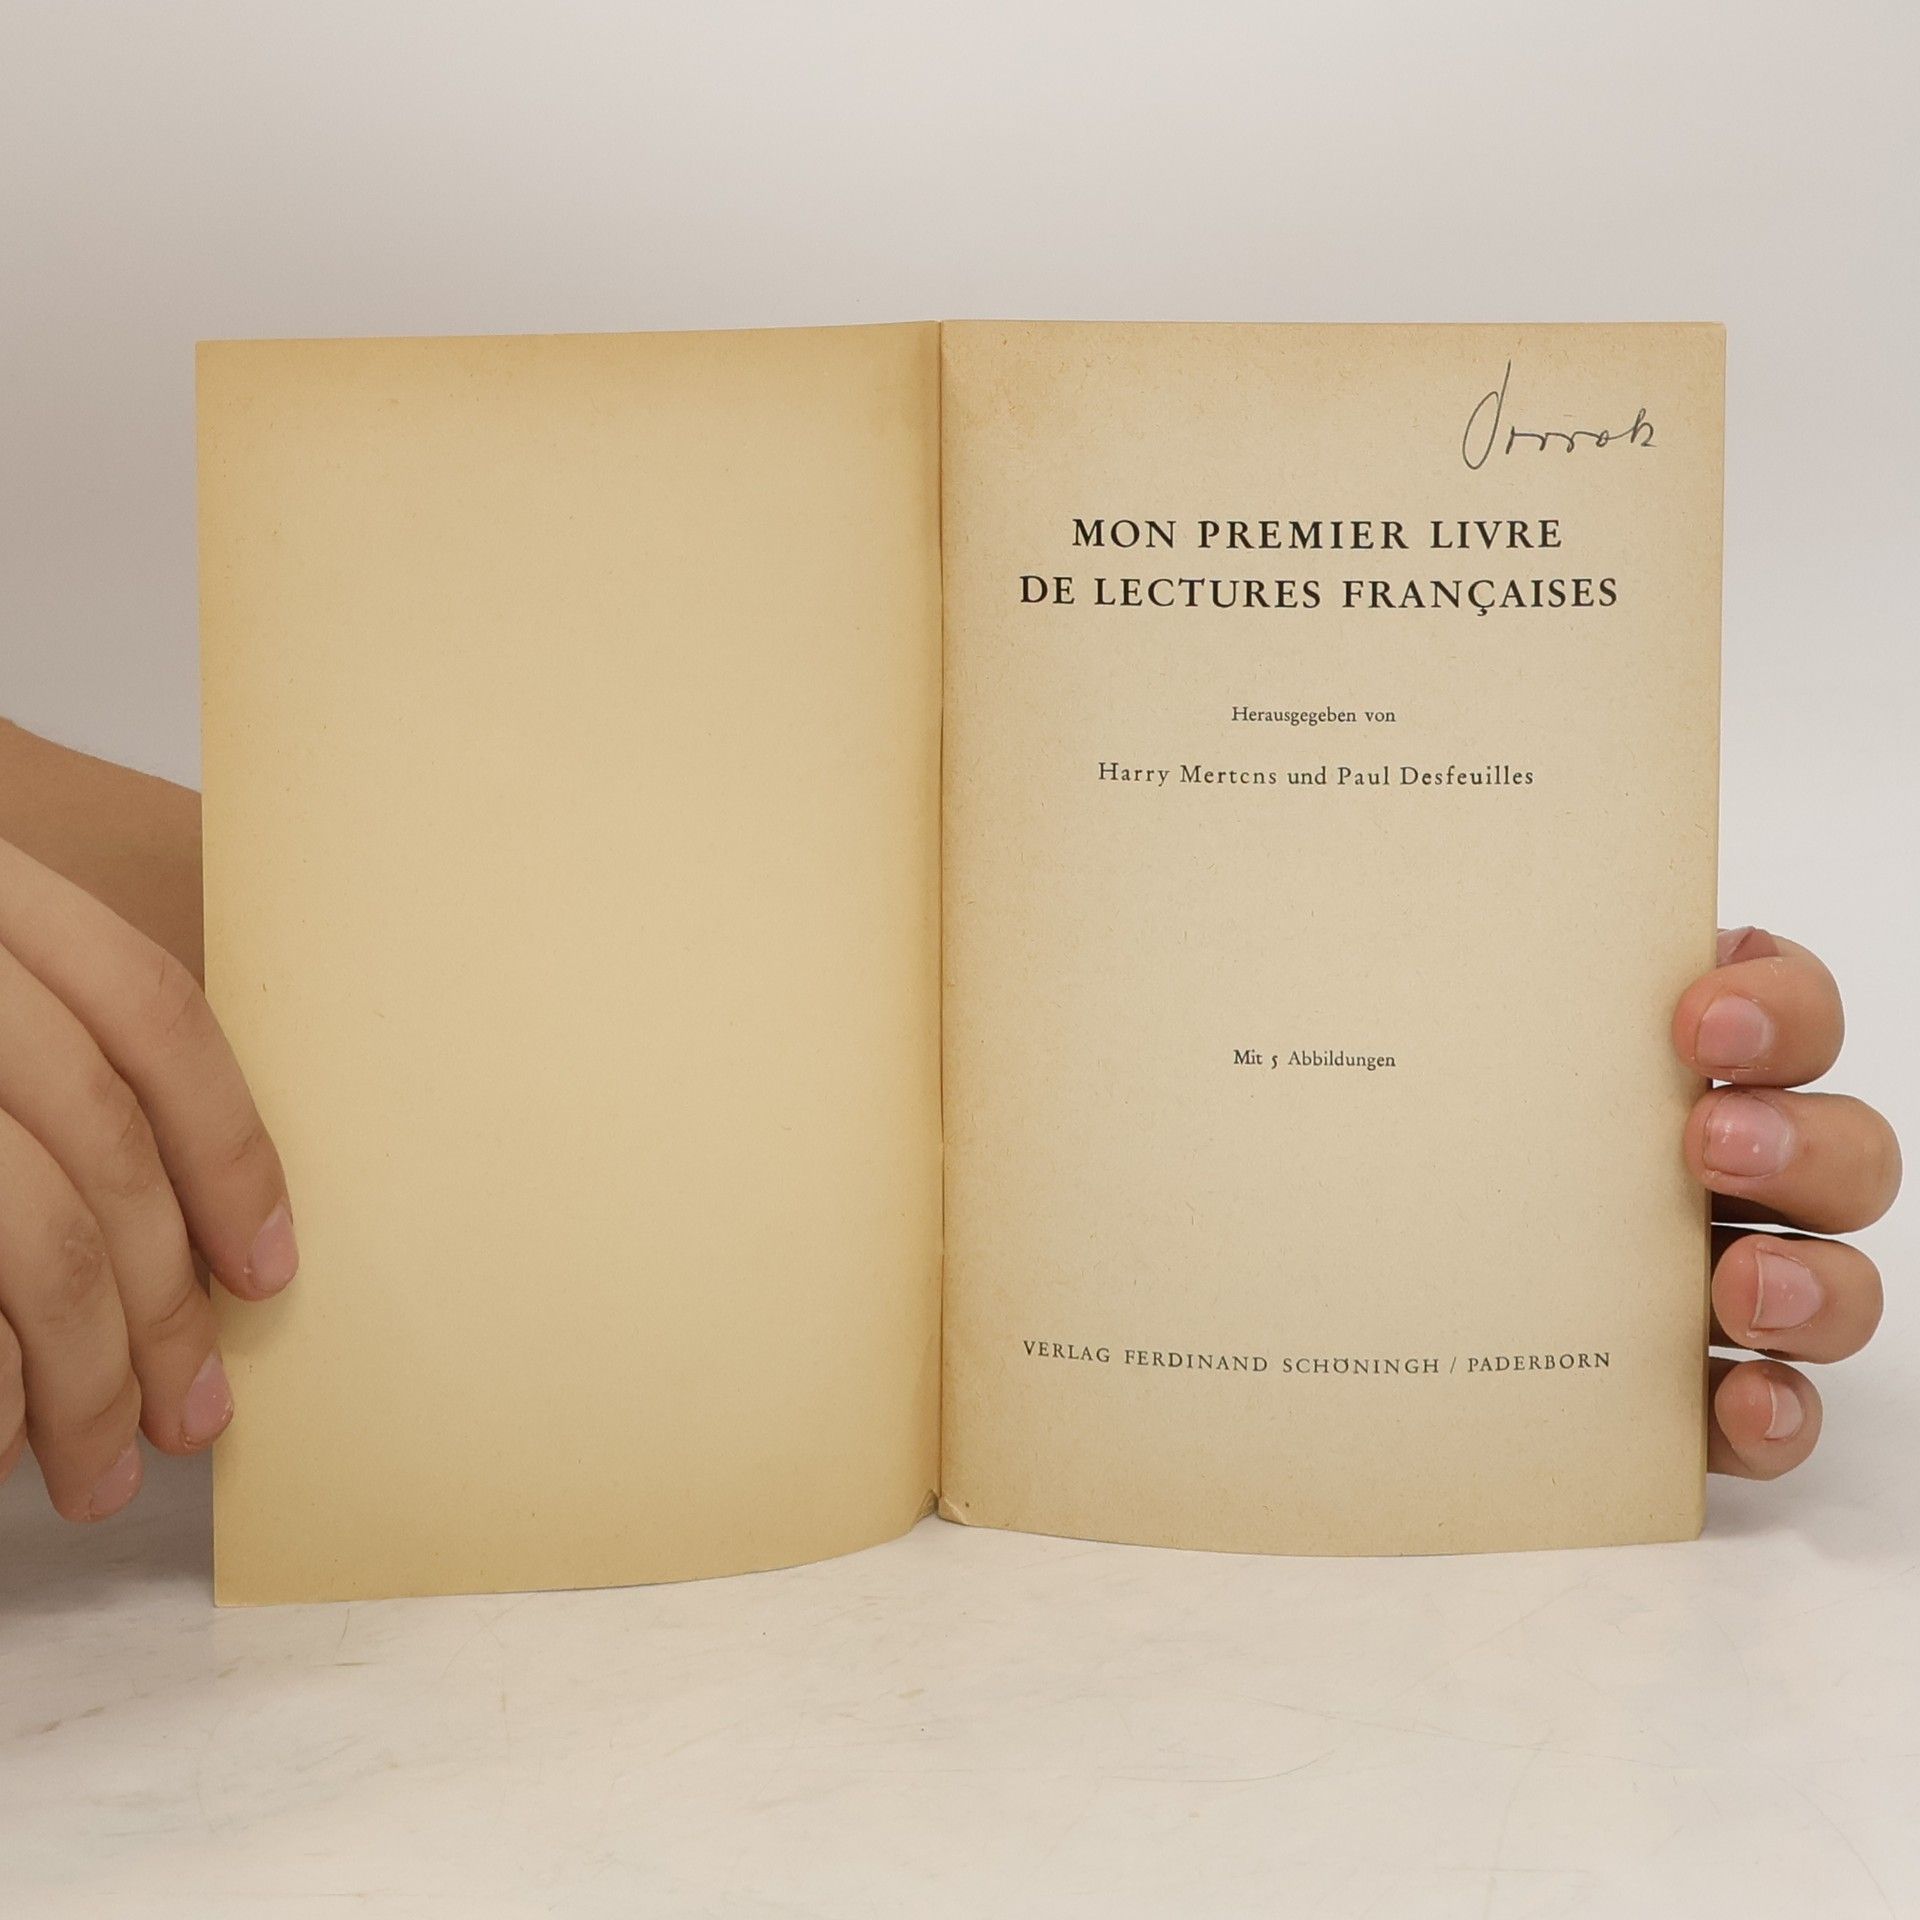 MON PREMIER LIVRE
DE LECTURES FRANÇAISES
Herausgegeben von
Harry Mertens und Paul Desfeuilles
Mit 5 Abbildungen
VERLAG FERDINAND SCHÖNINGH / PADERBORN